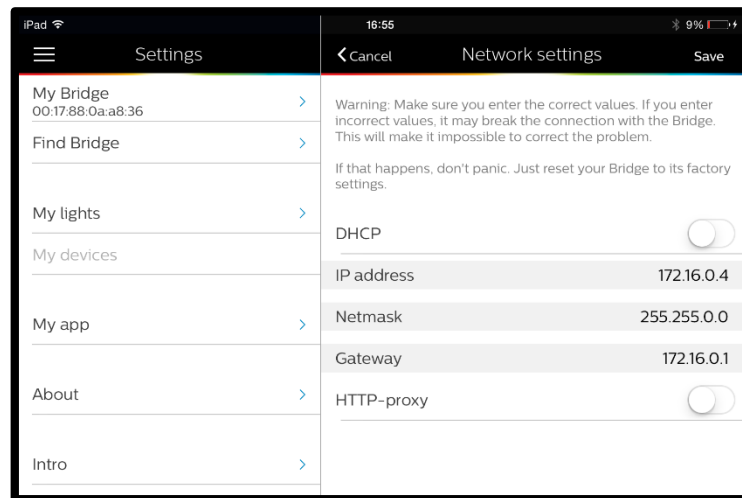 iPad
16:55
9%
Settings
Cancel
Network settings
Save
My Bridge
00:17:88:0a:a8:36
Find Bridge
My lights
My devices
My app
About
Intro
Warning: Make sure you enter the correct values. If you enter
incorrect values, it may break the connection with the Bridge.
This will make it impossible to correct the problem.
If that happens, don't panic. Just reset your Bridge to its factory
settings.
DHCP
IP address 172.16.0.4
Netmask 255.255.0.0
Gateway 172.16.0.1
HTTP-proxy